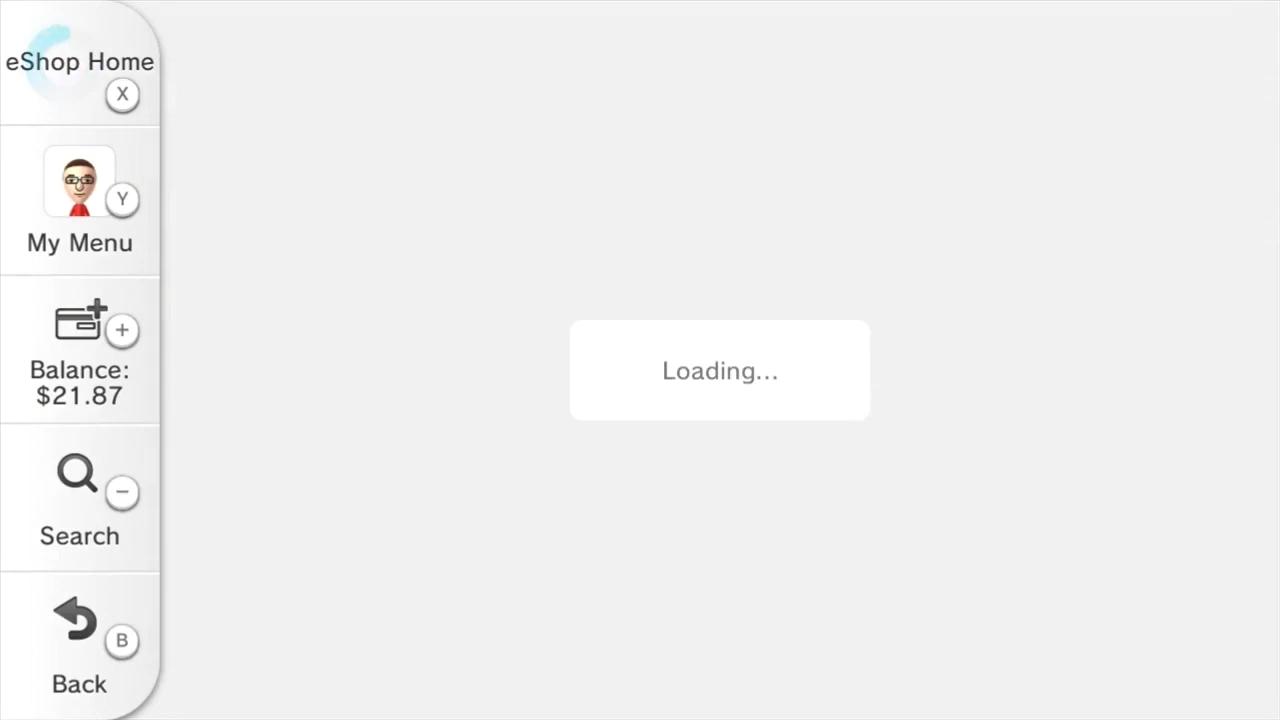 eShop Home
X
Y
My Menu
+
Balance:
$21.87
−
Search
B
Back
Loading...